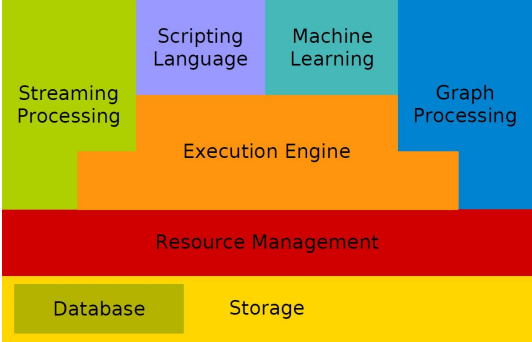 Scripting
Language
Machine
Learning
Streaming
Processing
Graph
Processing
Execution Engine
Resource Management
Database
Storage